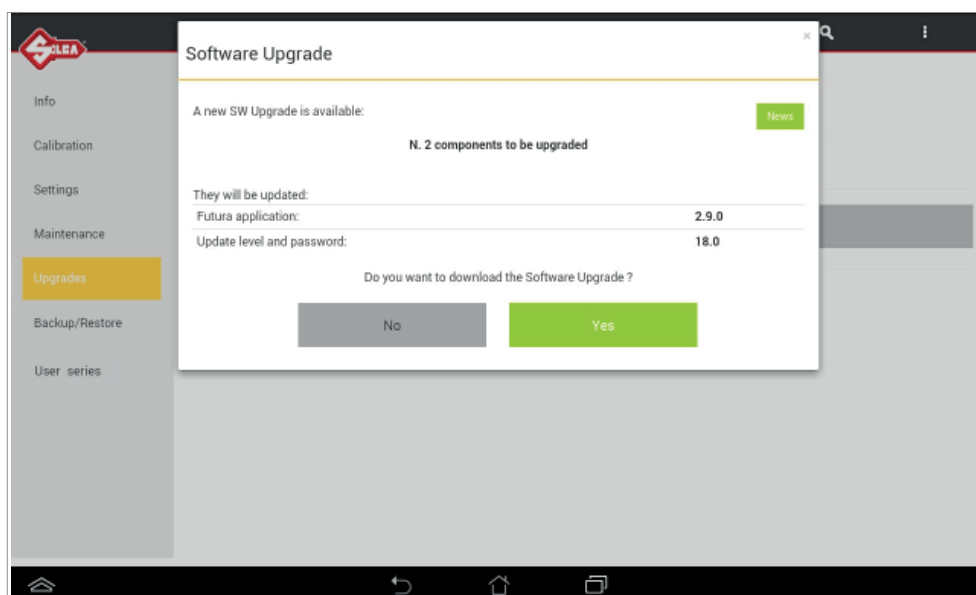 SILCA
Software Upgrade
×
Info
A new SW Upgrade is available:
News
Calibration
N. 2 components to be upgraded
Settings
They will be updated:
Futura application: 2.9.0
Maintenance
Update level and password: 18.0
Upgrades
Do you want to download the Software Upgrade ?
Backup/Restore
No
Yes
User series